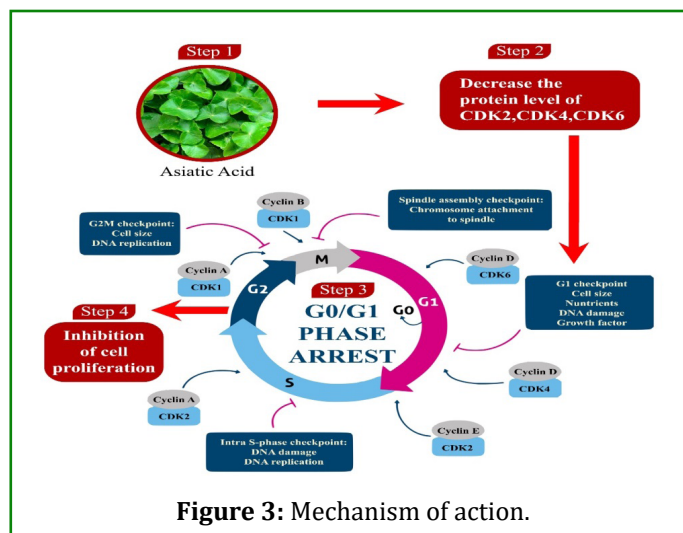 Step 1
Asiatic Acid
Step 2
Decrease the
protein level of
CDK2,CDK4,CDK6
Cyclin B
CDK1
Spindle assembly checkpoint:
Chromosome attachment
to spindle
G2M checkpoint:
Cell size
DNA replication
Cyclin A
CDK1
M
Cyclin D
CDK6
G2
Step 3
G0/G1
PHASE
ARREST
G0
G1
G1 checkpoint
Cell size
Nuntrients
DNA damage
Growth factor
Step 4
Inhibition
of cell
proliferation
S
Cyclin A
CDK2
Intra S-phase checkpoint:
DNA damage
DNA replication
Cyclin E
CDK2
Cyclin D
CDK4
Figure 3: Mechanism of action.